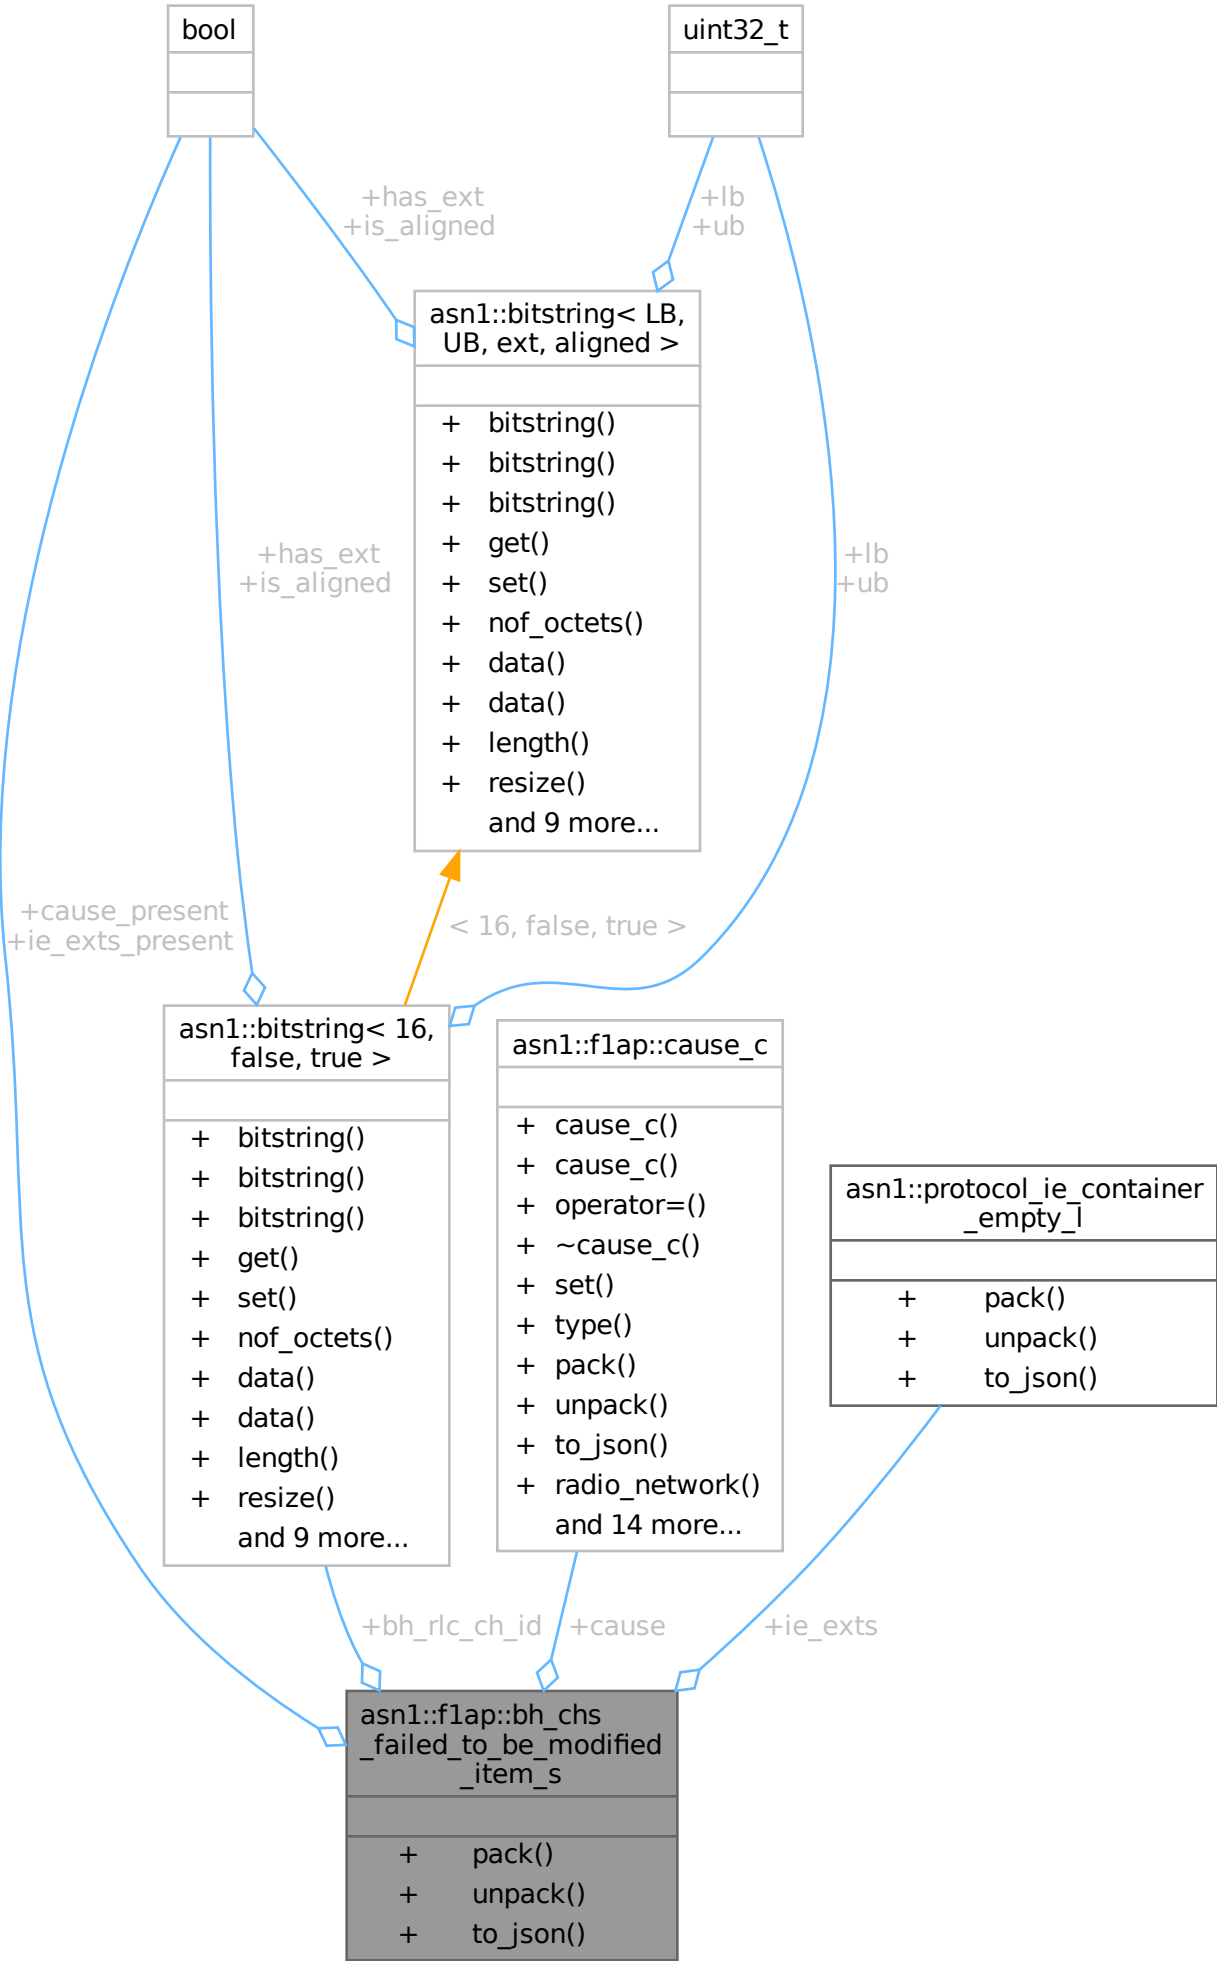 bool
uint32_t
+has_ext
+is_aligned
+lb
+ub
asn1::bitstring< LB,
UB, ext, aligned >
+ bitstring()
+ bitstring()
+ bitstring()
+ get()
+ set()
+ nof_octets()
+ data()
+ data()
+ length()
+ resize()
and 9 more...
+has_ext
+is_aligned
+lb
+ub
+cause_present
+ie_exts_present
< 16, false, true >
asn1::bitstring< 16,
false, true >
+ bitstring()
+ bitstring()
+ bitstring()
+ get()
+ set()
+ nof_octets()
+ data()
+ data()
+ length()
+ resize()
and 9 more...
asn1::f1ap::cause_c
+ cause_c()
+ cause_c()
+ operator=()
+ ~cause_c()
+ set()
+ type()
+ pack()
+ unpack()
+ to_json()
+ radio_network()
and 14 more...
asn1::protocol_ie_container
_empty_l
+ pack()
+ unpack()
+ to_json()
+bh_rlc_ch_id
+cause
+ie_exts
asn1::f1ap::bh_chs
_failed_to_be_modified
_item_s
+ pack()
+ unpack()
+ to_json()